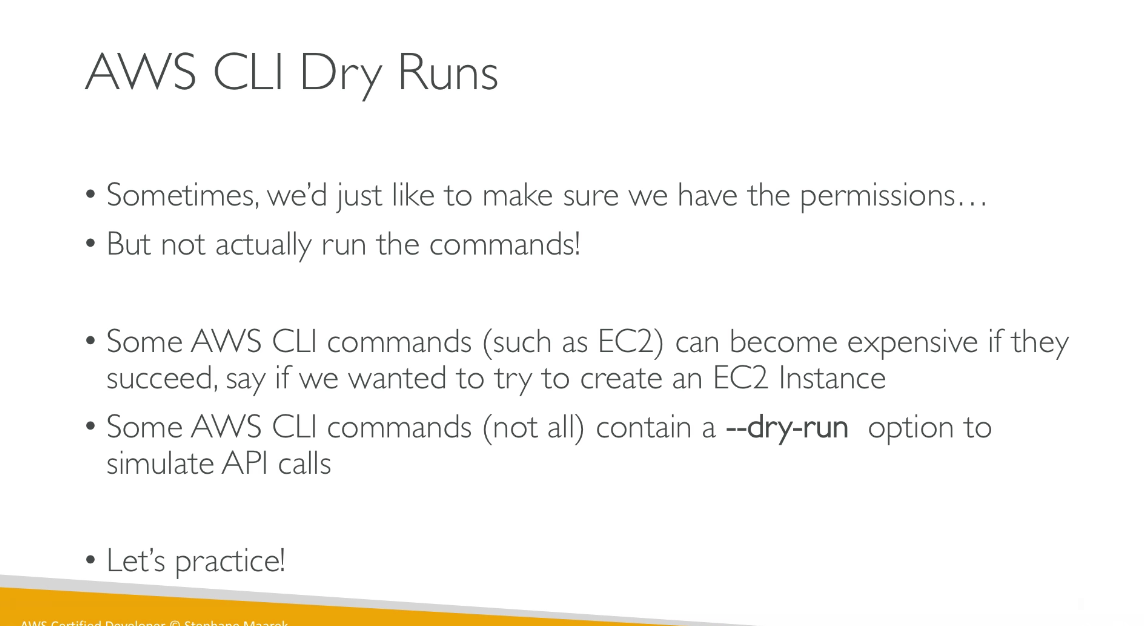 AWS CLI Dry Runs
• Sometimes, we’d just like to make sure we have the permissions…
• But not actually run the commands!
• Some AWS CLI commands (such as EC2) can become expensive if they
succeed, say if we wanted to try to create an EC2 Instance
• Some AWS CLI commands (not all) contain a --dry-run option to
simulate API calls
• Let’s practice!
AWS Certified Developer © Stephane Maarek